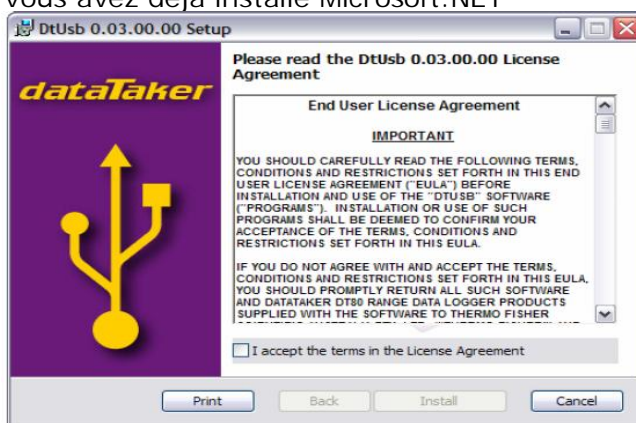 vous avez déjà installé Microsoft.NET
DtUsb 0.03.00.00 Setup
dataTaker
Please read the DtUsb 0.03.00.00 License
Agreement
End User License Agreement
IMPORTANT
YOU SHOULD CAREFULLY READ THE FOLLOWING TERMS,
CONDITIONS AND RESTRICTIONS SET FORTH IN THIS END
USER LICENSE AGREEMENT ("EULA") BEFORE
INSTALLATION AND USE OF THE "DTUSB" SOFTWARE
("PROGRAMS"). INSTALLATION OR USE OF SUCH
PROGRAMS SHALL BE DEEMED TO CONFIRM YOUR
ACCEPTANCE OF THE TERMS, CONDITIONS AND
RESTRICTIONS SET FORTH IN THIS EULA.
IF YOU DO NOT AGREE WITH AND ACCEPT THE TERMS,
CONDITIONS AND RESTRICTIONS SET FORTH IN THIS EULA,
YOU SHOULD PROMPTLY RETURN ALL SUCH SOFTWARE
AND DATATAKER DT80 RANGE DATA LOGGER PRODUCTS
SUPPLIED WITH THE SOFTWARE TO THERMO FISHER
I accept the terms in the License Agreement
Print
Back
Install
Cancel